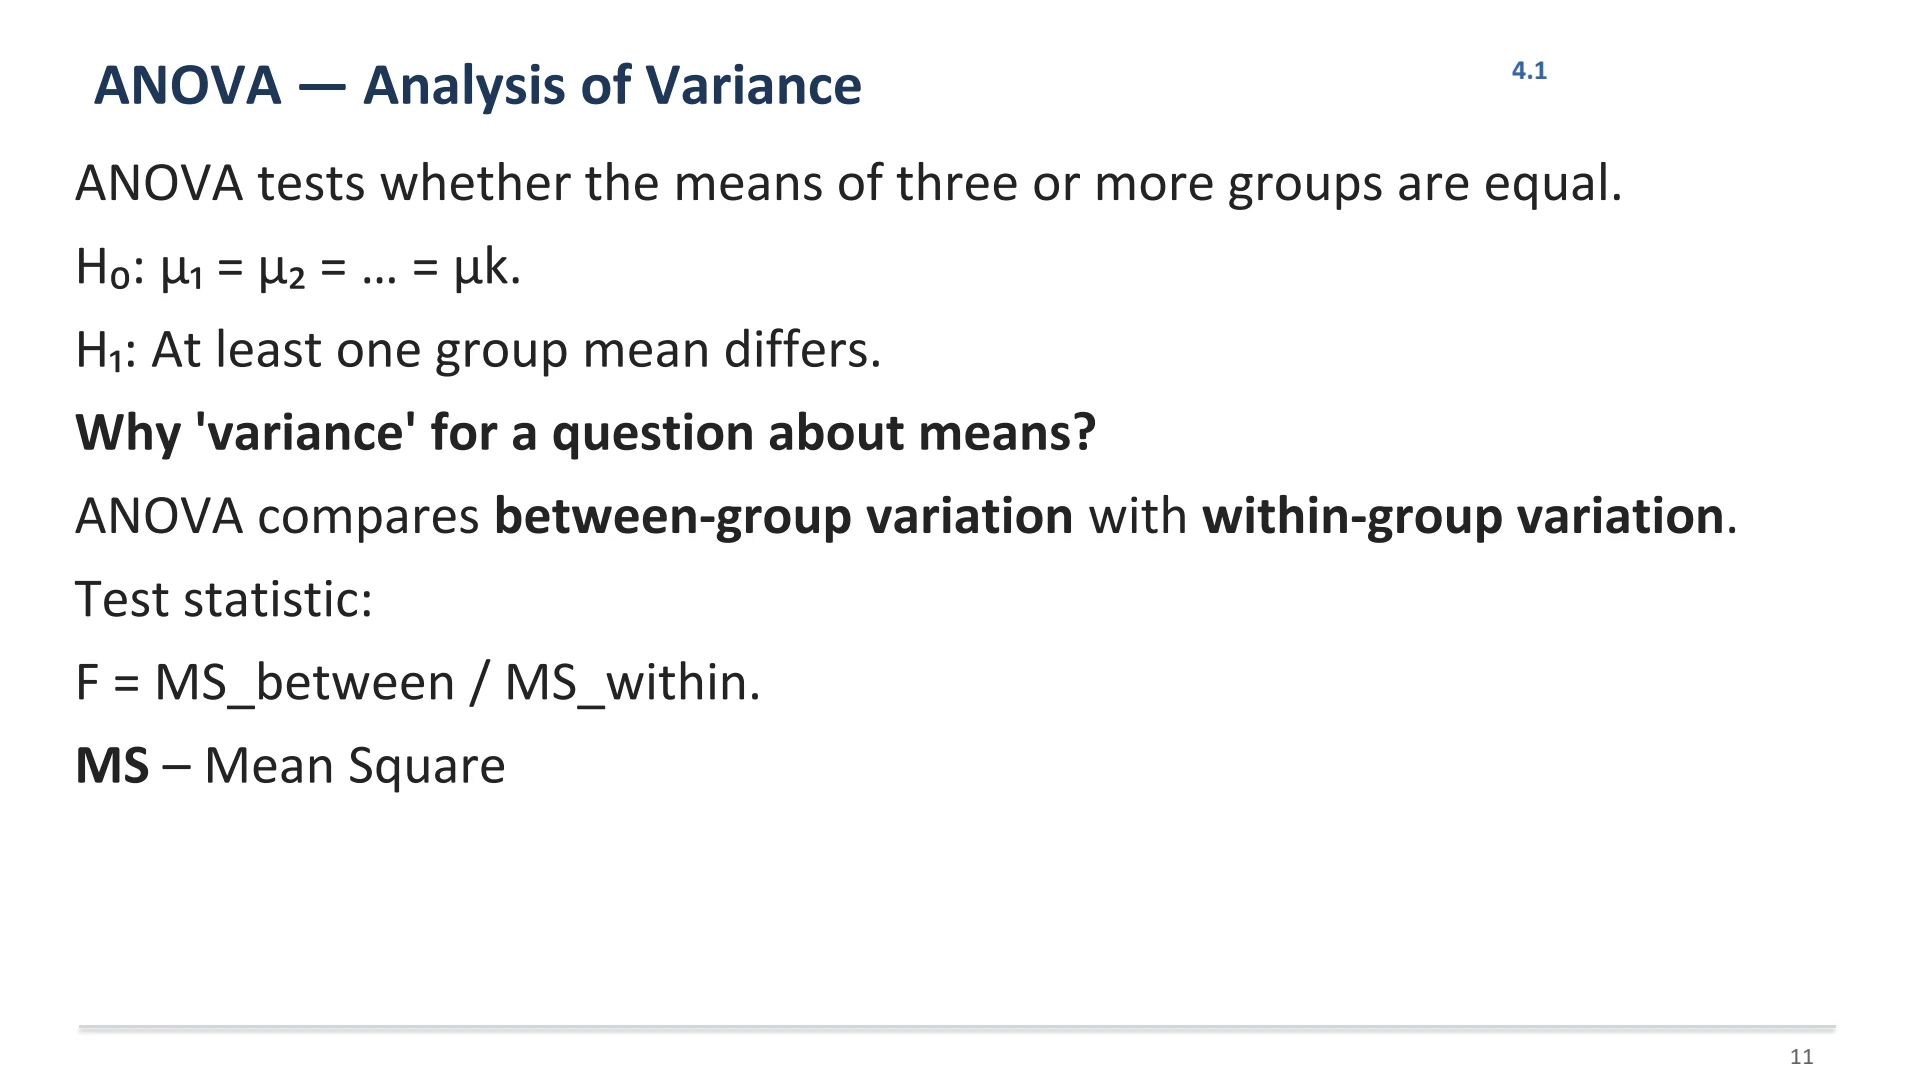 ANOVA — Analysis of Variance
4.1
ANOVA tests whether the means of three or more groups are equal.
H₀: μ₁ = μ₂ = … = μk.
H₁: At least one group mean differs.
Why 'variance' for a question about means?
ANOVA compares between-group variation with within-group variation.
Test statistic:
F = MS_between / MS_within.
MS – Mean Square
11